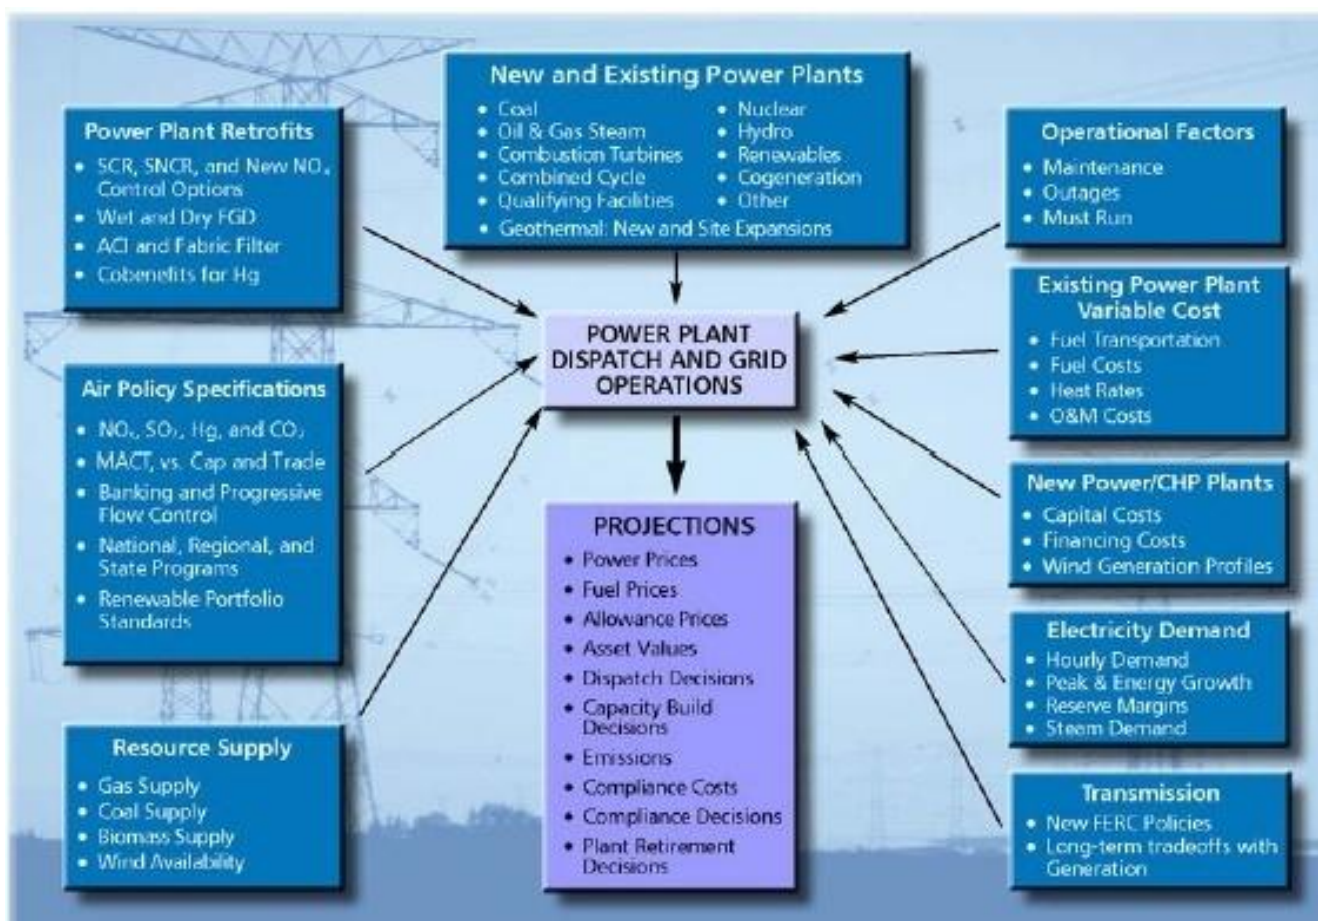 New and Existing Power Plants
• Coal
• Oil & Gas Steam
• Combustion Turbines
• Combined Cycle
• Qualifying Facilities
• Nuclear
• Hydro
• Renewables
• Cogeneration
• Other
• Geothermal: New and Site Expansions
Power Plant Retrofits
• SCR, SNCR, and New NOₓ
Control Options
• Wet and Dry FGD
• ACI and Fabric Filter
• Cobenefits for Hg
Air Policy Specifications
• NOₓ, SO₂, Hg, and CO₂
• MACT, vs. Cap and Trade
• Banking and Progressive
Flow Control
• National, Regional, and
State Programs
• Renewable Portfolio
Standards
Resource Supply
• Gas Supply
• Coal Supply
• Biomass Supply
• Wind Availability
POWER PLANT
DISPATCH AND GRID
OPERATIONS
PROJECTIONS
• Power Prices
• Fuel Prices
• Allowance Prices
• Asset Values
• Dispatch Decisions
• Capacity Build
Decisions
• Emissions
• Compliance Costs
• Compliance Decisions
• Plant Retirement
Decisions
Operational Factors
• Maintenance
• Outages
• Must Run
Existing Power Plant
Variable Cost
• Fuel Transportation
• Fuel Costs
• Heat Rates
• O&M Costs
New Power/CHP Plants
• Capital Costs
• Financing Costs
• Wind Generation Profiles
Electricity Demand
• Hourly Demand
• Peak & Energy Growth
• Reserve Margins
• Steam Demand
Transmission
• New FERC Policies
• Long-term tradeoffs with
Generation